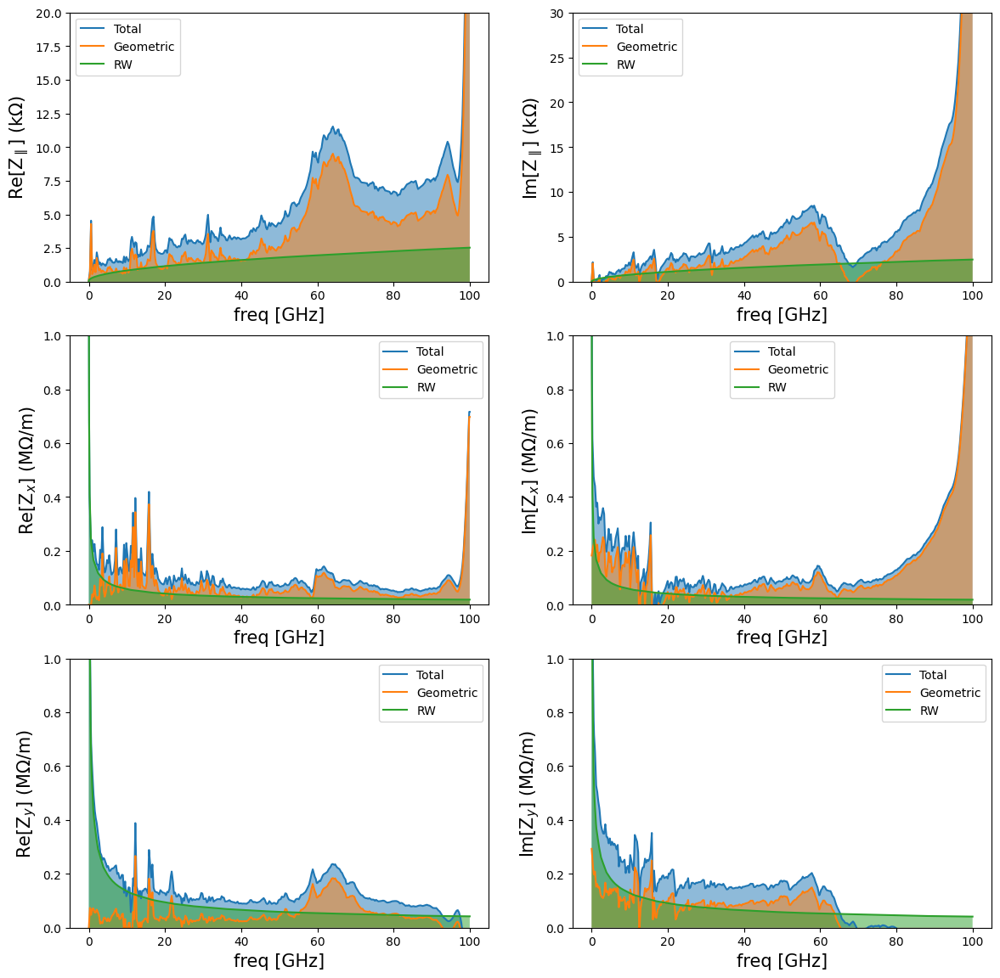 20.0
17.5
15.0
12.5
10.0
7.5
5.0
2.5
0.0
Re[Z∥] (kΩ)
Total
Geometric
RW
0 20 40 60 80 100
freq [GHz]
30
25
20
15
10
5
0
Im[Z∥] (kΩ)
Total
Geometric
RW
0 20 40 60 80 100
freq [GHz]
1.0
0.8
0.6
0.4
0.2
0.0
Re[Zx] (MΩ/m)
Total
Geometric
RW
0 20 40 60 80 100
freq [GHz]
1.0
0.8
0.6
0.4
0.2
0.0
Im[Zx] (MΩ/m)
Total
Geometric
RW
0 20 40 60 80 100
freq [GHz]
1.0
0.8
0.6
0.4
0.2
0.0
Re[Zy] (MΩ/m)
Total
Geometric
RW
0 20 40 60 80 100
freq [GHz]
1.0
0.8
0.6
0.4
0.2
0.0
Im[Zy] (MΩ/m)
Total
Geometric
RW
0 20 40 60 80 100
freq [GHz]